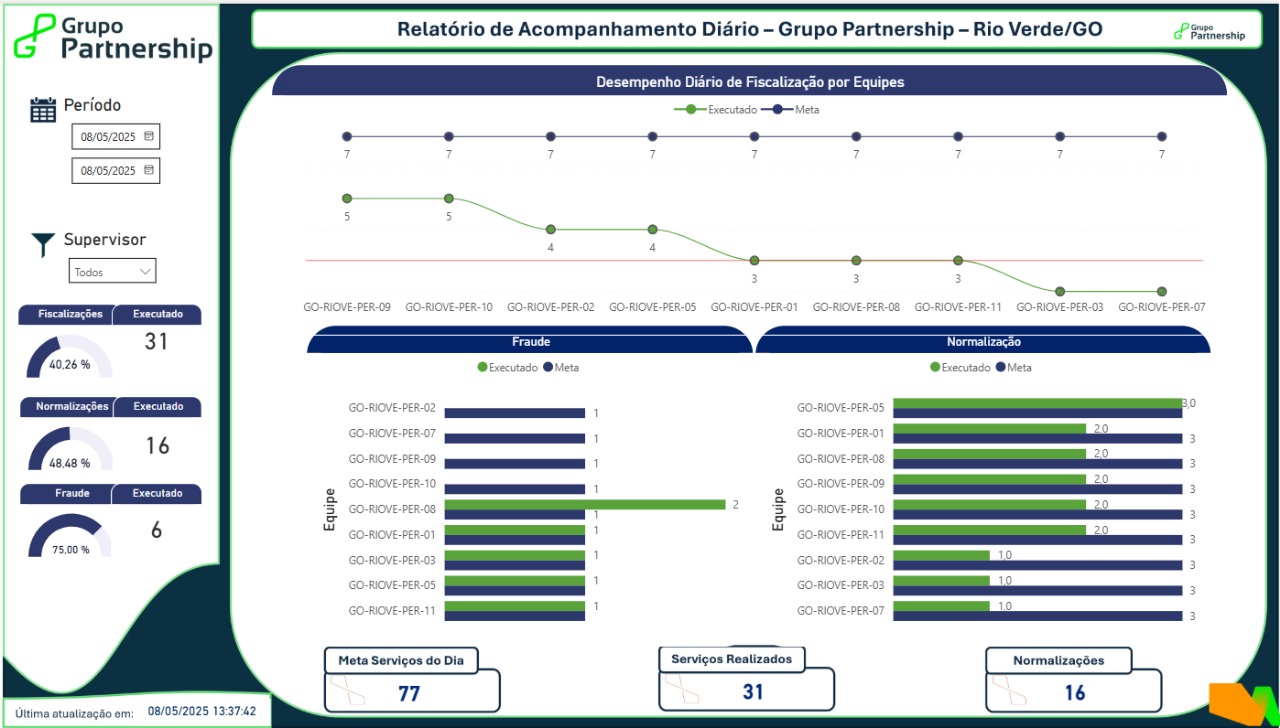 Grupo
Partnership
Relatório de Acompanhamento Diário – Grupo Partnership – Rio Verde/GO
Grupo
Partnership
Período
08/05/2025
08/05/2025
Supervisor
Todos
Fiscalizações Executado
40,26 %
31
Normalizações Executado
48,48 %
16
Fraude Executado
75,00 %
6
Última atualização em: 08/05/2025 13:37:42
Desempenho Diário de Fiscalização por Equipes
Executado Meta
7 7 7 7 7 7 7 7 7
5 5 4 4 3 3 3
GO-RIOVE-PER-09 GO-RIOVE-PER-10 GO-RIOVE-PER-02 GO-RIOVE-PER-05 GO-RIOVE-PER-01 GO-RIOVE-PER-08 GO-RIOVE-PER-11 GO-RIOVE-PER-03 GO-RIOVE-PER-07
Fraude
Executado Meta
Equipe
GO-RIOVE-PER-02 1
GO-RIOVE-PER-07 1
GO-RIOVE-PER-09 1
GO-RIOVE-PER-10 1
GO-RIOVE-PER-08 2 1
GO-RIOVE-PER-01 1
GO-RIOVE-PER-03 1
GO-RIOVE-PER-05 1
GO-RIOVE-PER-11 1
Normalização
Executado Meta
Equipe
GO-RIOVE-PER-05 3,0
GO-RIOVE-PER-01 2,0 3
GO-RIOVE-PER-08 2,0 3
GO-RIOVE-PER-09 2,0 3
GO-RIOVE-PER-10 2,0 3
GO-RIOVE-PER-11 2,0 3
GO-RIOVE-PER-02 1,0 3
GO-RIOVE-PER-03 1,0 3
GO-RIOVE-PER-07 1,0 3
Meta Serviços do Dia
77
Serviços Realizados
31
Normalizações
16